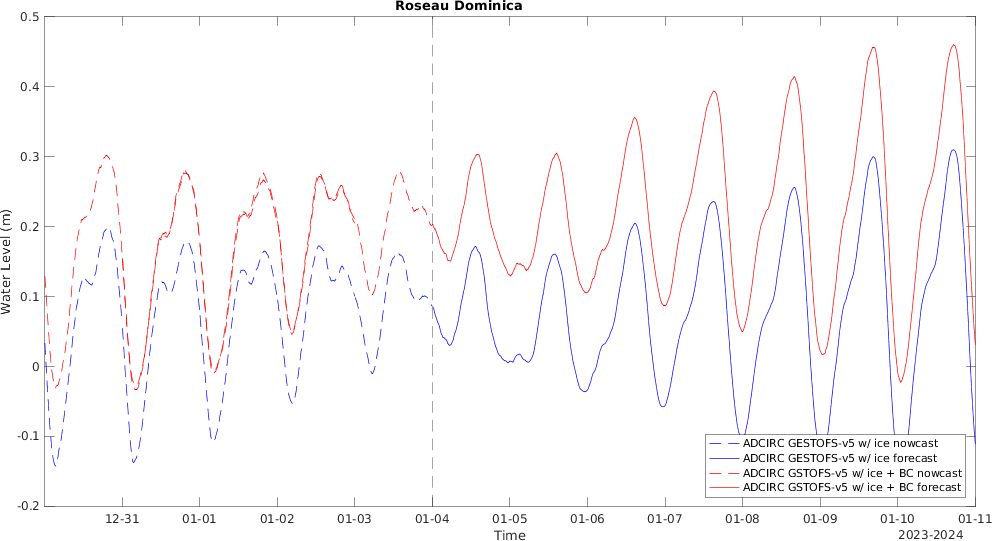 Roseau Dominica
0.5
0.4
0.3
0.2
0.1
0
-0.1
-0.2
Water Level (m)
12-31 01-01 01-02 01-03 01-04 01-05 01-06 01-07 01-08 01-09 01-10 01-11
Time
2023-2024
ADCIRC GESTOFS-v5 w/ ice nowcast
ADCIRC GESTOFS-v5 w/ ice forecast
ADCIRC GSTOFS-v5 w/ ice + BC nowcast
ADCIRC GSTOFS-v5 w/ ice + BC forecast